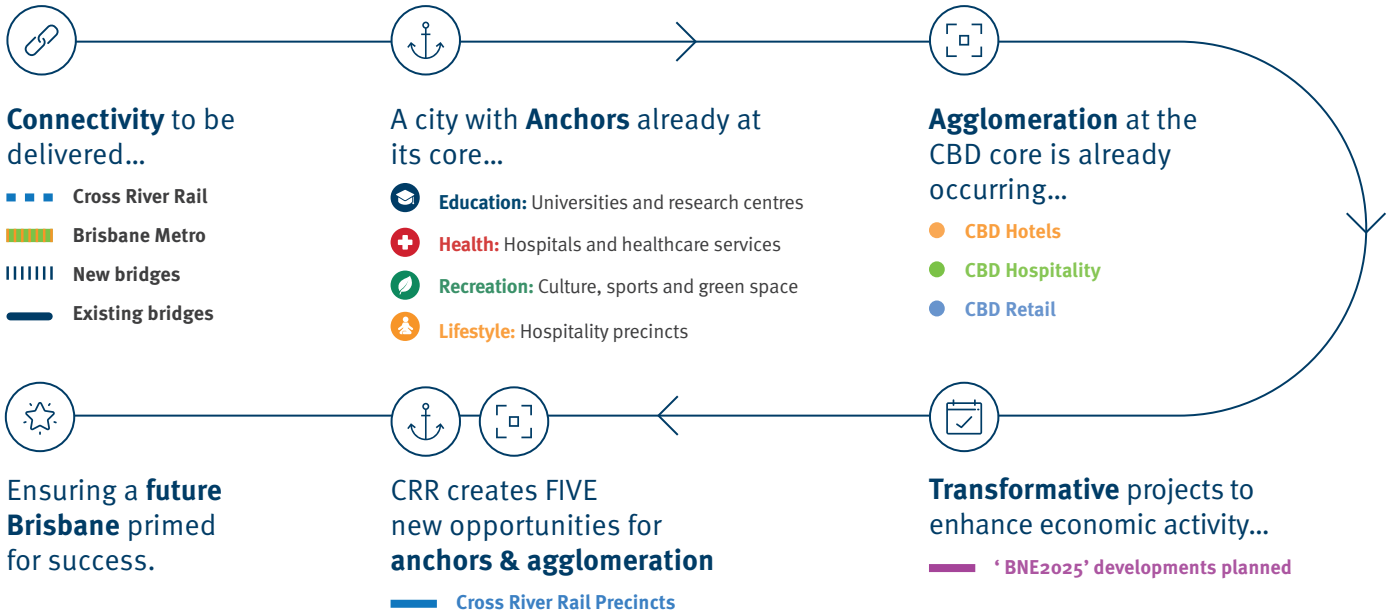 Connectivity to be
delivered...
Cross River Rail
Brisbane Metro
New bridges
Existing bridges
A city with Anchors already at
its core...
Education: Universities and research centres
Health: Hospitals and healthcare services
Recreation: Culture, sports and green space
Lifestyle: Hospitality precincts
Agglomeration at the
CBD core is already
occurring...
CBD Hotels
CBD Hospitality
CBD Retail
Transformative projects to
enhance economic activity...
‘ BNE2025’ developments planned
CRR creates FIVE
new opportunities for
anchors & agglomeration
Cross River Rail Precincts
Ensuring a future
Brisbane primed
for success.